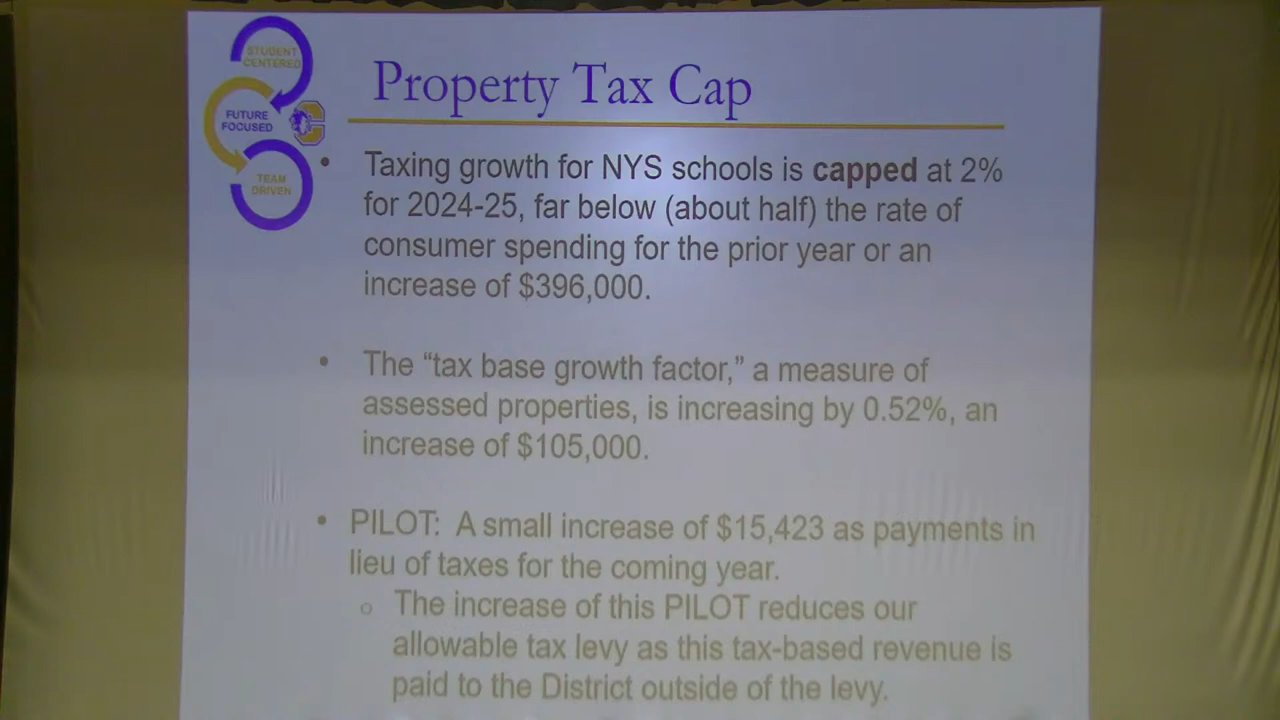 STUDENT
CENTERED
FUTURE
FOCUSED
C
TEAM
DRIVEN
Property Tax Cap
• Taxing growth for NYS schools is capped at 2%
for 2024-25, far below (about half) the rate of
consumer spending for the prior year or an
increase of $396,000.
• The “tax base growth factor,” a measure of
assessed properties, is increasing by 0.52%, an
increase of $105,000.
• PILOT: A small increase of $15,423 as payments in
lieu of taxes for the coming year.
o The increase of this PILOT reduces our
allowable tax levy as this tax-based revenue is
paid to the District outside of the levy.